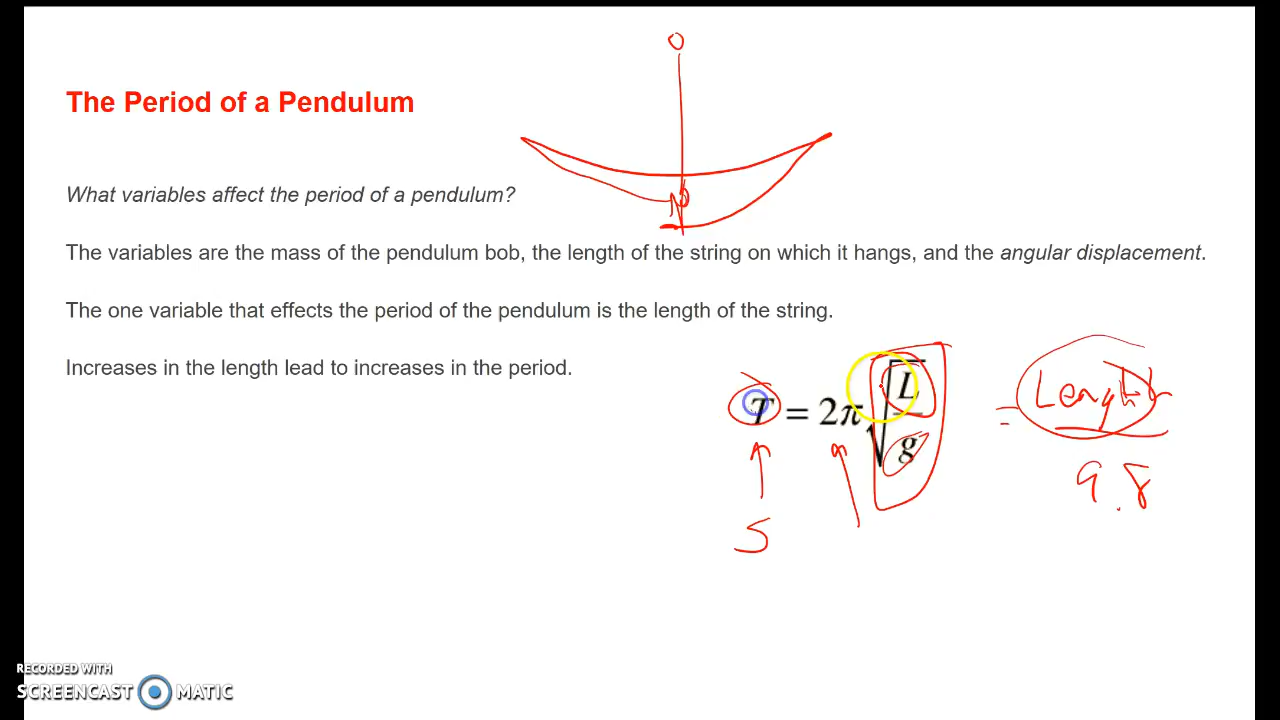 O
The Period of a Pendulum
What variables affect the period of a pendulum?
The variables are the mass of the pendulum bob, the length of the string on which it hangs, and the angular displacement.
The one variable that effects the period of the pendulum is the length of the string.
Increases in the length lead to increases in the period.
T = 2π√(L/g)
= Length
9.8
S
RECORDED WITH
SCREENCAST MATIC